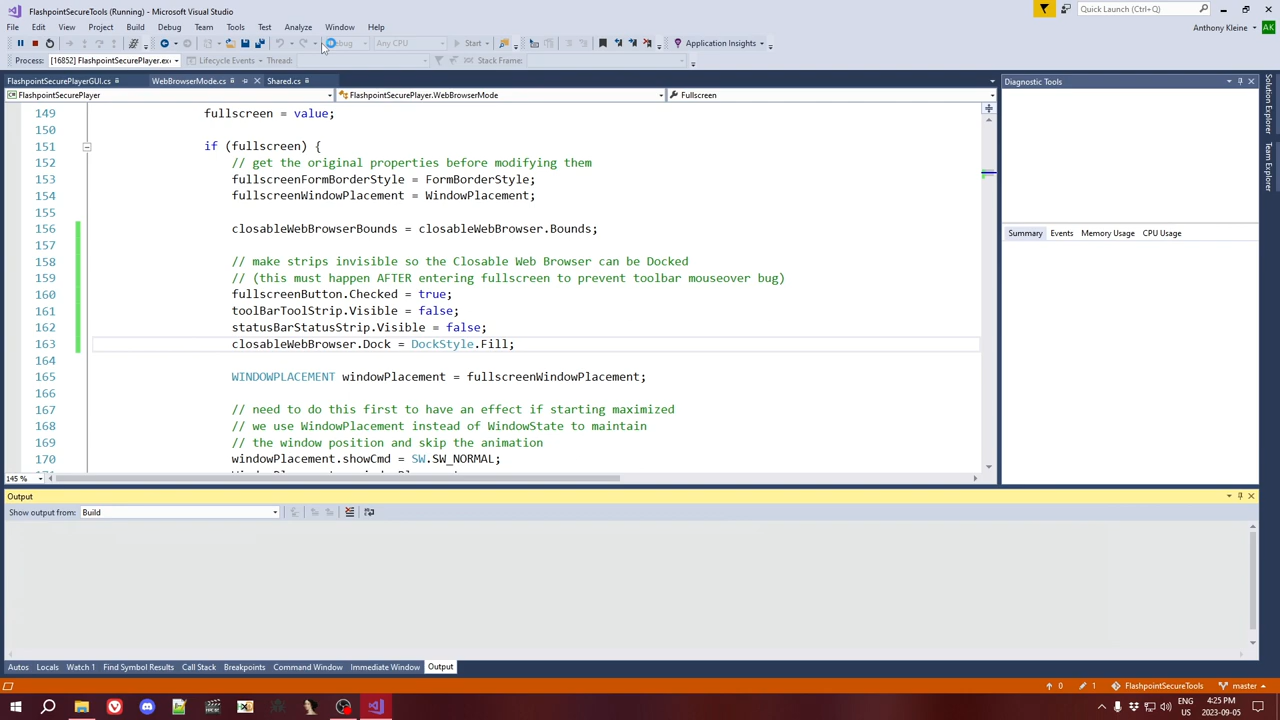 FlashpointSecureTools (Running) - Microsoft Visual Studio
Quick Launch (Ctrl+Q)
File Edit View Project Build Debug Team Tools Test Analyze Window Help
Anthony Kleine AK
Any CPU Start Application Insights
Process: [16852] FlashpointSecurePlayer.exe Lifecycle Events Thread: Stack Frame:
FlashpointSecurePlayerGUI.cs WebBrowserMode.cs Shared.cs
Diagnostic Tools
FlashpointSecurePlayer FlashpointSecurePlayer.WebBrowserMode Fullscreen
149 fullscreen = value;
150
151 if (fullscreen) {
152 // get the original properties before modifying them
153 fullscreenFormBorderStyle = FormBorderStyle;
154 fullscreenWindowPlacement = WindowPlacement;
155
156 closableWebBrowserBounds = closableWebBrowser.Bounds;
157
158 // make strips invisible so the Closable Web Browser can be Docked
159 // (this must happen AFTER entering fullscreen to prevent toolbar mouseover bug)
160 fullscreenButton.Checked = true;
161 toolBarToolStrip.Visible = false;
162 statusBarStatusStrip.Visible = false;
163 closableWebBrowser.Dock = DockStyle.Fill;
164
165 WINDOWPLACEMENT windowPlacement = fullscreenWindowPlacement;
166
167 // need to do this first to have an effect if starting maximized
168 // we use WindowPlacement instead of WindowState to maintain
169 // the window position and skip the animation
170 windowPlacement.showCmd = SW.SW_NORMAL;
145 %
Summary Events Memory Usage CPU Usage
Solution Explorer
Team Explorer
Output
Show output from: Build
Autos Locals Watch 1 Find Symbol Results Call Stack Breakpoints Command Window Immediate Window Output
0 1 FlashpointSecureTools master
4:25 PM
US
2023-09-05